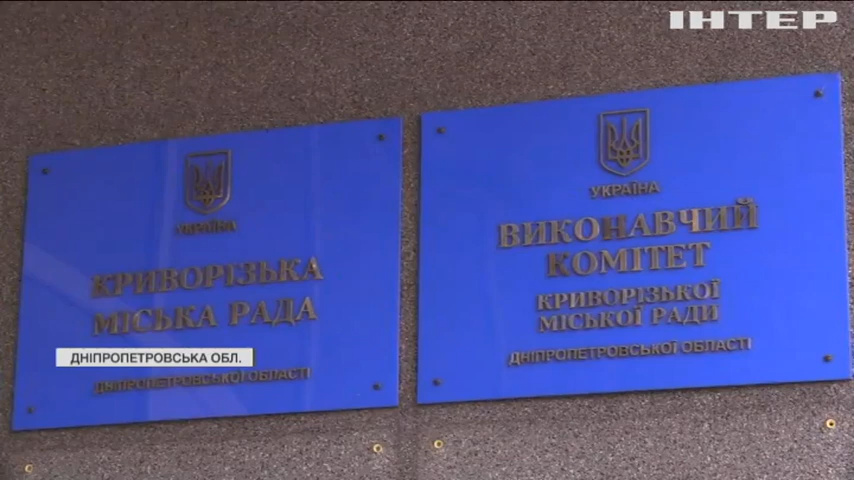 ІНТЕР
УКРАЇНА
КРИВОРІЗЬКА
МІСЬКА РАДА
ДНІПРОПЕТРОВСЬКОЇ ОБЛАСТІ
УКРАЇНА
ВИКОНАВЧИЙ
КОМІТЕТ
КРИВОРІЗЬКОЇ
МІСЬКОЇ РАДИ
ДНІПРОПЕТРОВСЬКОЇ ОБЛАСТІ
ДНІПРОПЕТРОВСЬКА ОБЛ.